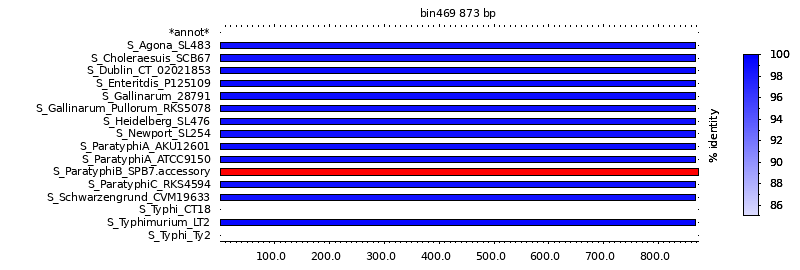 bin469 873 bp
*annot*
S_Agona_SL483
S_Choleraesuis_SCB67
S_Dublin_CT_02021853
S_Enteritdis_P125109
S_Gallinarum_28791
S_Gallinarum_Pullorum_RKS5078
S_Heidelberg_SL476
S_Newport_SL254
S_ParatyphiA_AKU12601
S_ParatyphiA_ATCC9150
S_ParatyphiB_SPB7.accessory
S_ParatyphiC_RKS4594
S_Schwarzengrund_CVM19633
S_Typhi_CT18
S_Typhimurium_LT2
S_Typhi_Ty2
100.0 200.0 300.0 400.0 500.0 600.0 700.0 800.0
% identity
100
98
96
94
92
90
88
86